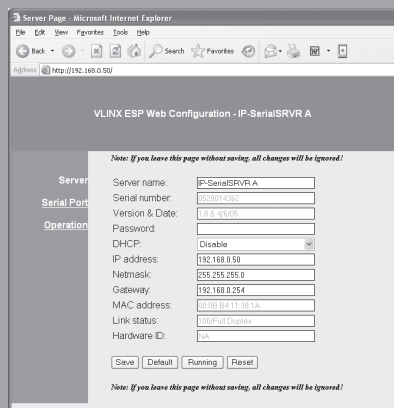 Server Page - Microsoft Internet Explorer
File Edit View Favorites Tools Help
Back Search Favorites
Address http://192.168.0.50/
VLINX ESP Web Configuration - IP-SerialSRVR A
Note: If you leave this page without saving, all changes will be ignored!
Server
Serial Port
Operation
Server name: IP-SerialSRVR A
Serial number: 0529014362
Version & Date: 1.8 & 4/6/05
Password:
DHCP: Disable
IP address: 192.168.0.50
Netmask: 255.255.255.0
Gateway: 192.168.0.254
MAC address: 00:0B:B4:11:38:1A
Link status: 100/Full Duplex
Hardware ID: NA
Save Default Running Reset
Note: If you leave this page without saving, all changes will be ignored!